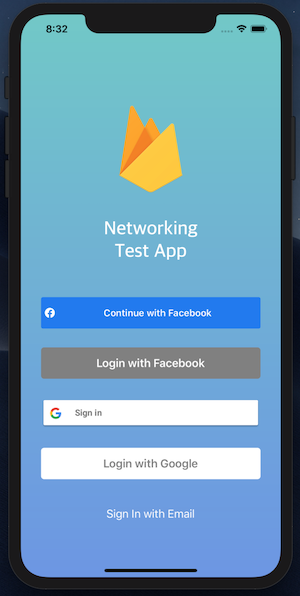 8:32
Networking
Test App
Continue with Facebook
Login with Facebook
Sign in
Login with Google
Sign In with Email